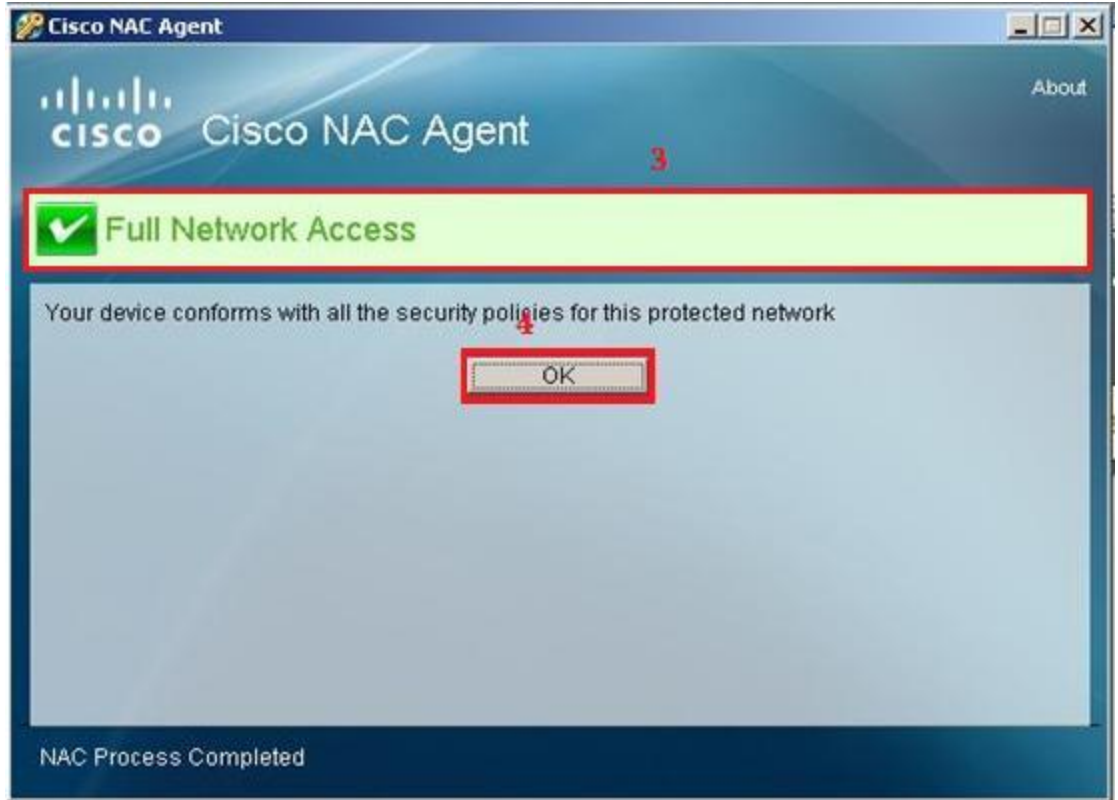 Cisco NAC Agent
About
CISCO Cisco NAC Agent
3
Full Network Access
Your device conforms with all the security policies for this protected network
4
OK
NAC Process Completed